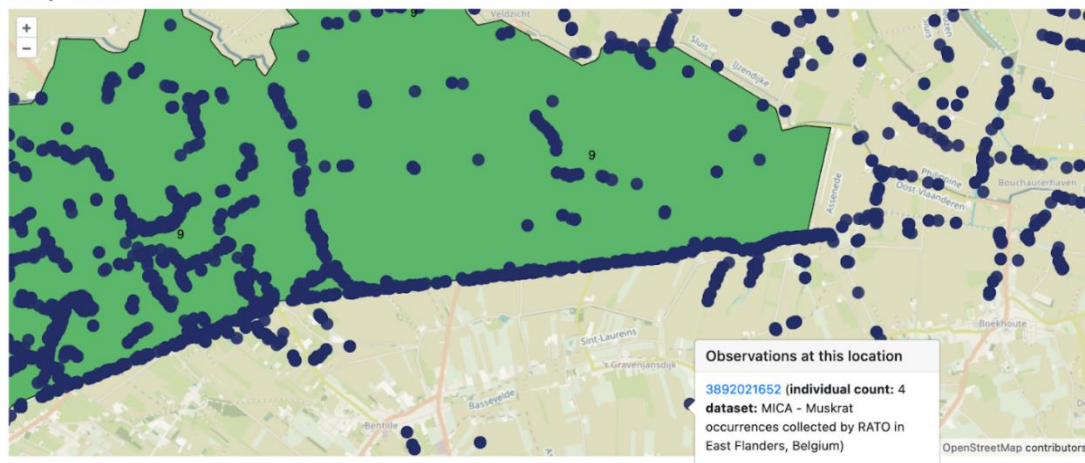 +
−
9
Veldzicht
Sluis
IJzendijke
9
Philippine
Oost-Vlaanderen
Bouchauterhaven
Assenede
9
Sint-Laureins
's Gravenjansdijk
Boekhoute
Bassevelde
Bentille
Observations at this location
3892021652 (individual count: 4
dataset: MICA - Muskrat
occurrences collected by RATO in
East Flanders, Belgium)
OpenStreetMap contributors